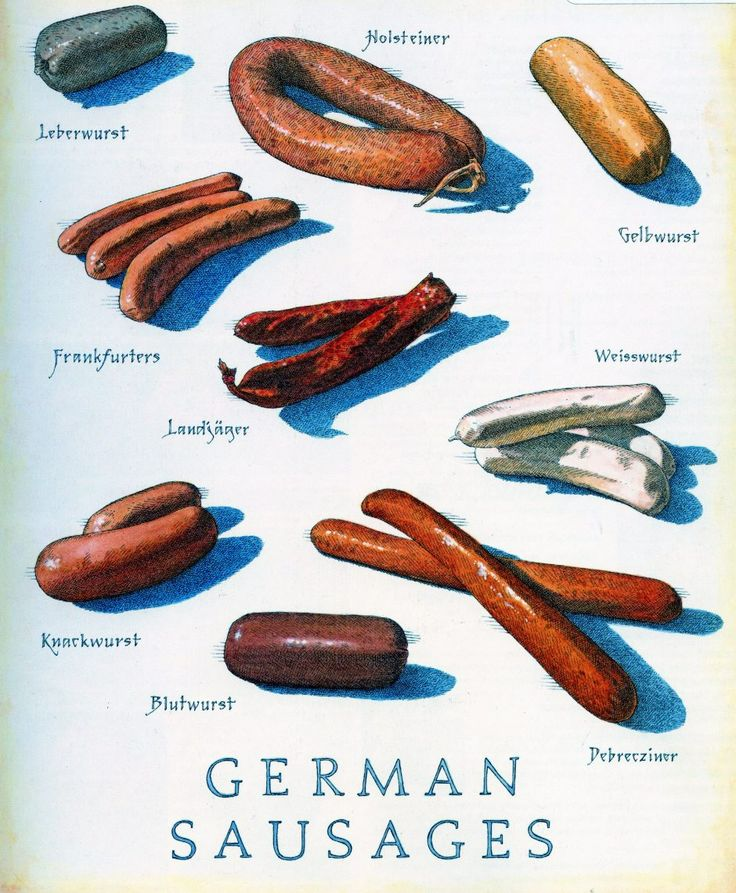 Holsteiner
Leberwurst
Gelbwurst
Frankfurters
Weisswurst
Landjäger
Knackwurst
Blutwurst
Debrecziner
GERMAN
SAUSAGES